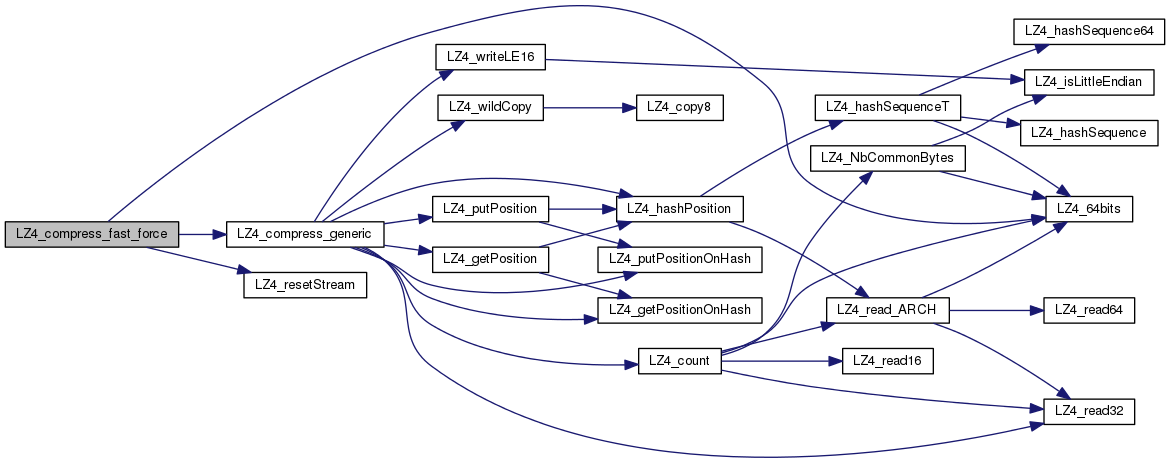 LZ4_compress_fast_force
LZ4_compress_generic
LZ4_resetStream
LZ4_writeLE16
LZ4_wildCopy
LZ4_putPosition
LZ4_getPosition
LZ4_copy8
LZ4_hashPosition
LZ4_putPositionOnHash
LZ4_getPositionOnHash
LZ4_count
LZ4_hashSequenceT
LZ4_NbCommonBytes
LZ4_read_ARCH
LZ4_read16
LZ4_hashSequence64
LZ4_isLittleEndian
LZ4_hashSequence
LZ4_64bits
LZ4_read64
LZ4_read32